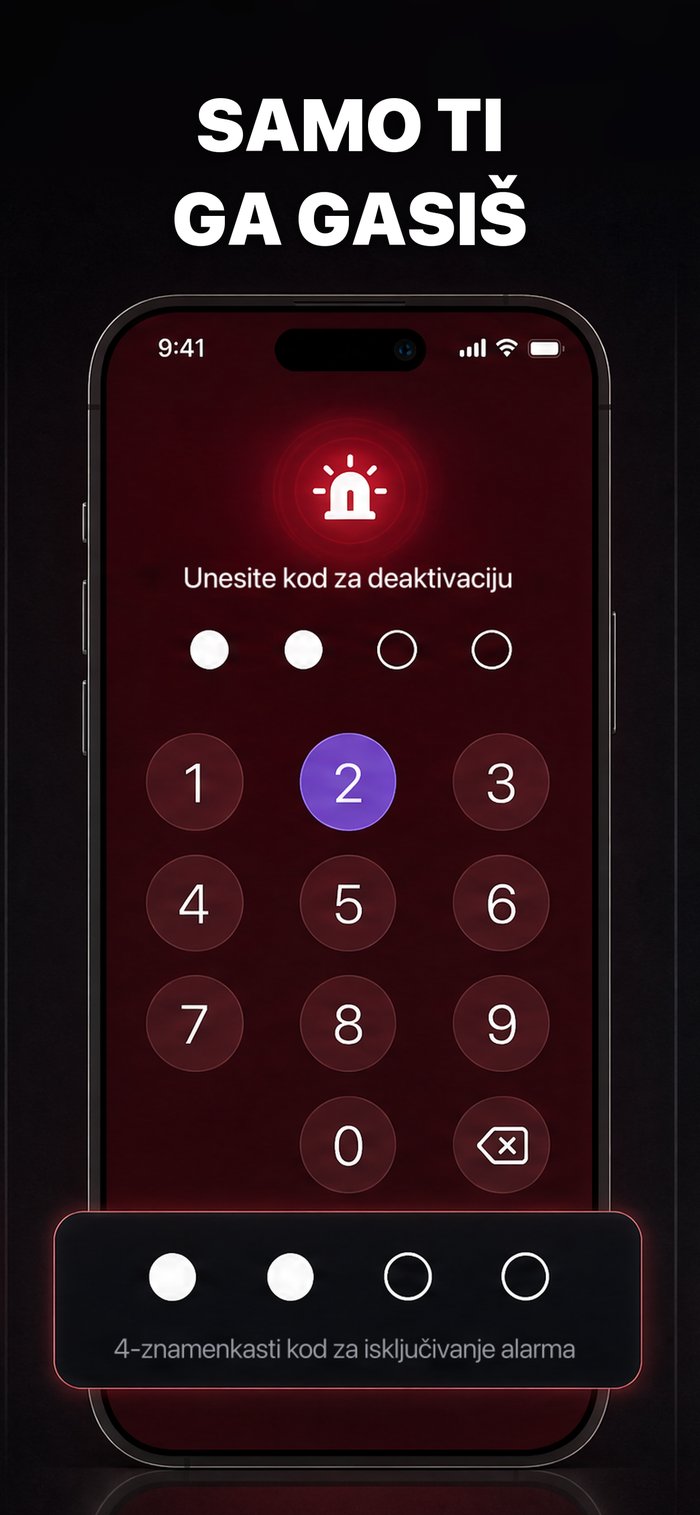 SAMO TI
GA GASIŠ
9:41
Unesite kod za deaktivaciju
1 2 3
4 5 6
7 8 9
0
4-znamenkasti kod za isključivanje alarma